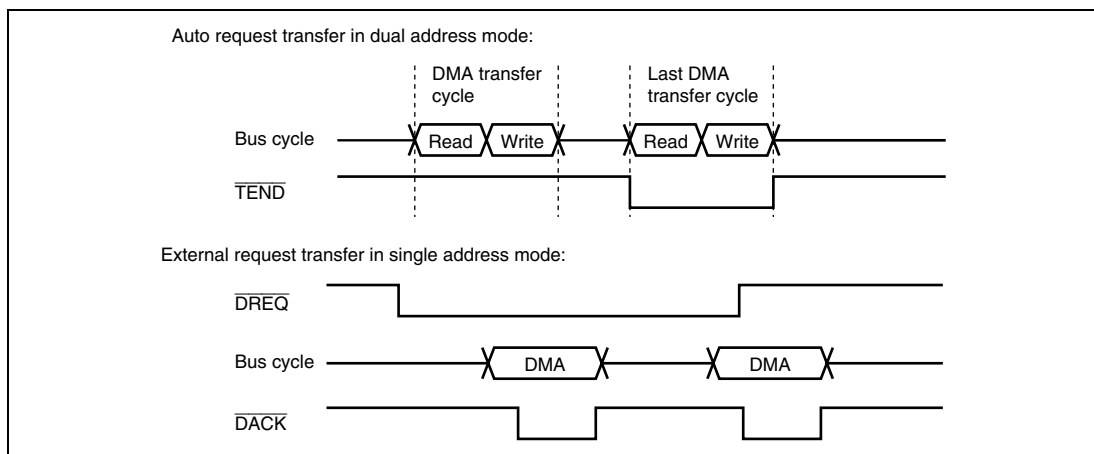 Auto request transfer in dual address mode:
DMA transfer
cycle
Last DMA
transfer cycle
Bus cycle
Read
Write
Read
Write
TEND
External request transfer in single address mode:
DREQ
Bus cycle
DMA
DMA
DACK